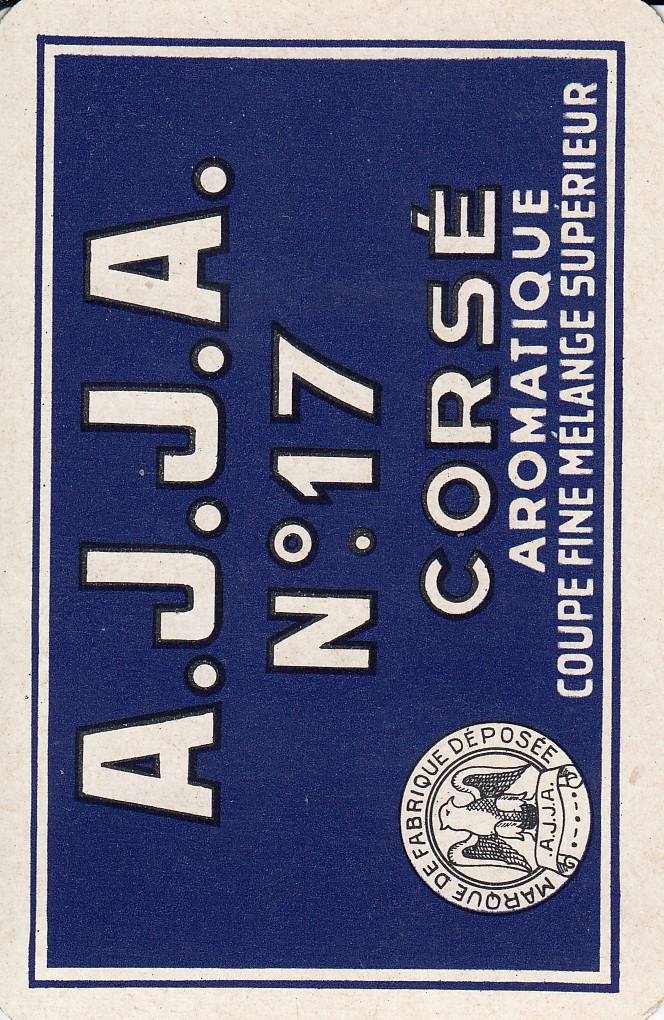 A.J.J.A.
N°.17
CORSÉ
AROMATIQUE
COUPE FINE MÉLANGE SUPÉRIEUR
MARQUE DE FABRIQUE DÉPOSÉE
A.J.J.A.